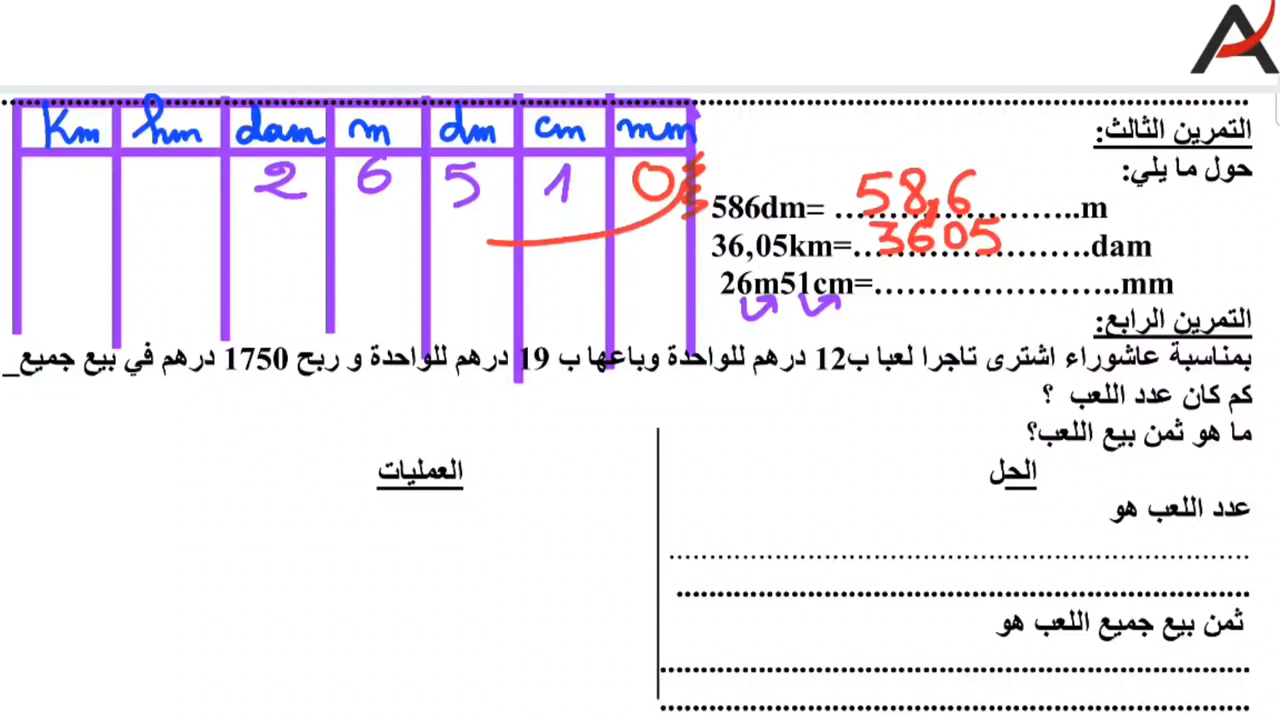 Km hm dam m dm cm mm
2 6 5 1 0
التمرين الثالث:
حول ما يلي:
586dm= ........58,6........m
36,05km=........3605........dam
26m51cm=........................mm
التمرين الرابع:
بمناسبة عاشوراء اشترى تاجرا لعبا ب12 درهم للواحدة وباعها ب 19 درهم للواحدة و ربح 1750 درهم في بيع جميع_
كم كان عدد اللعب ؟
ما هو ثمن بيع اللعب؟
الحل
العمليات
عدد اللعب هو
ثمن بيع جميع اللعب هو